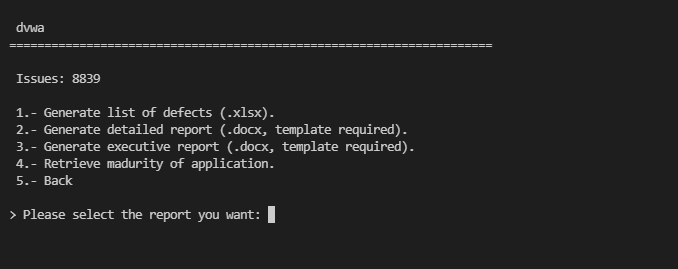 dvwa
=====================================================================
Issues: 8839
1.- Generate list of defects (.xlsx).
2.- Generate detailed report (.docx, template required).
3.- Generate executive report (.docx, template required).
4.- Retrieve madurity of application.
5.- Back
> Please select the report you want: